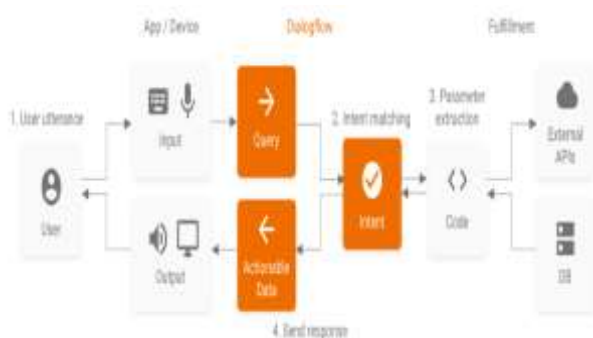 App / Device
Dialogflow
Fulfillment
1. User utterance
Input
Query
2. Intent matching
3. Parameter
extraction
External
APIs
User
Intent
Code
Output
Actionable
Data
DB
4. Send response